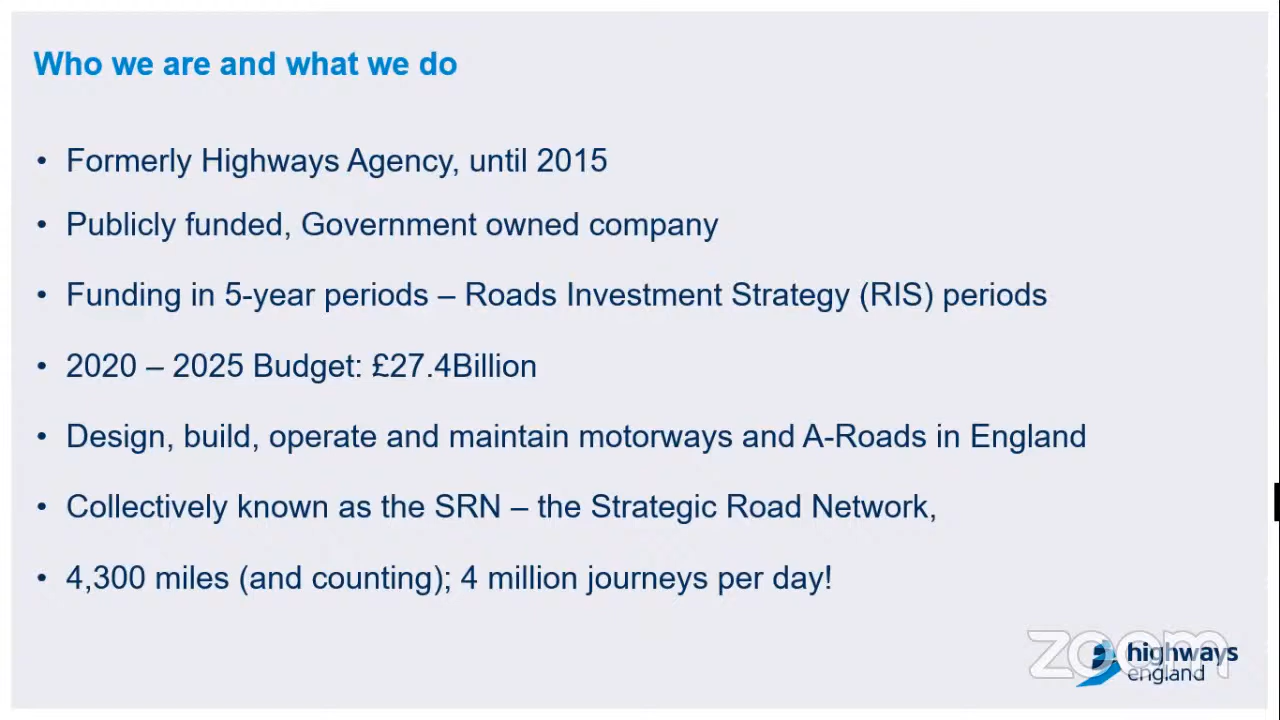 Who we are and what we do
• Formerly Highways Agency, until 2015
• Publicly funded, Government owned company
• Funding in 5-year periods – Roads Investment Strategy (RIS) periods
• 2020 – 2025 Budget: £27.4Billion
• Design, build, operate and maintain motorways and A-Roads in England
• Collectively known as the SRN – the Strategic Road Network,
• 4,300 miles (and counting); 4 million journeys per day!
zoom
highways
england